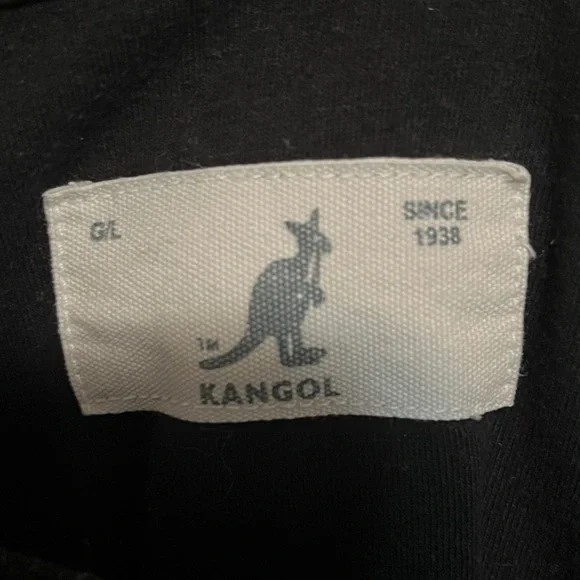 G/L
SINCE
1938
TM
KANGOL